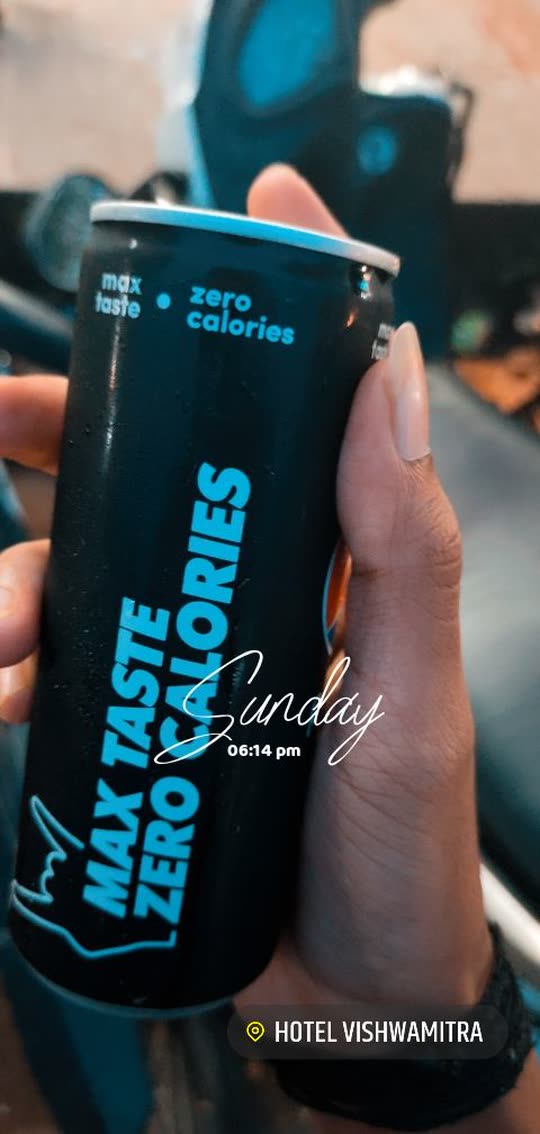 max
taste
zero
calories
MAX TASTE
ZERO CALORIES
Sunday
06:14 pm
HOTEL VISHWAMITRA